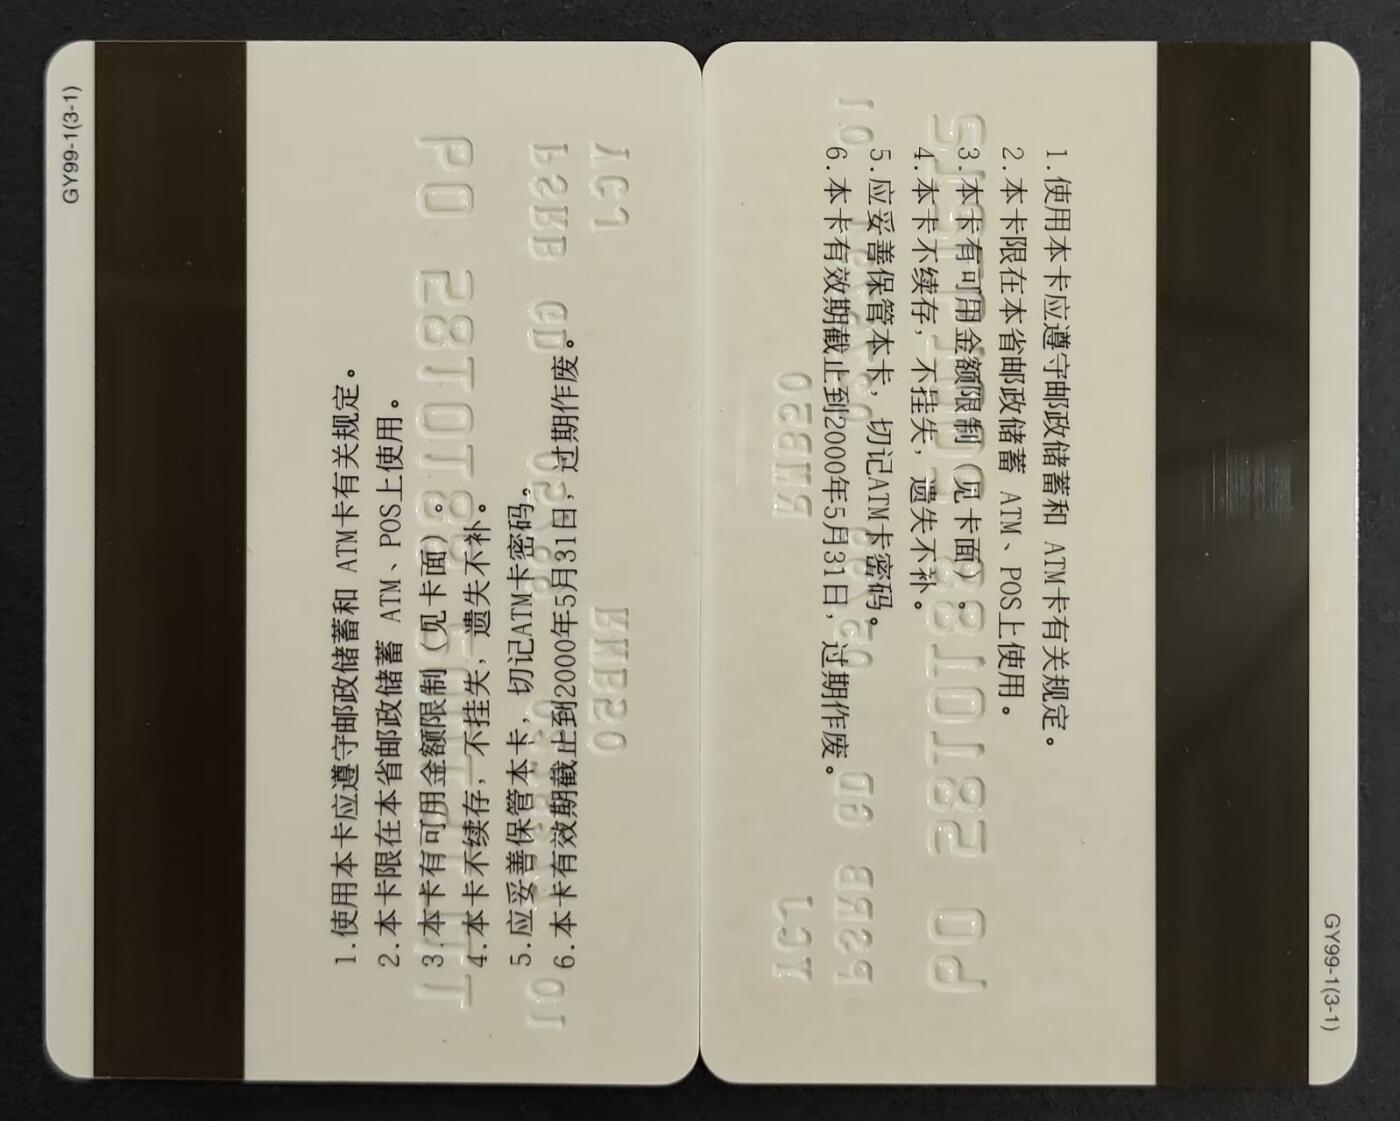 GY99-1(3-1)
1.使用本卡应遵守邮政储蓄和 ATM卡有关规定。
2.本卡限在本省邮政储蓄 ATM、POS上使用。
3.本卡有可用金额限制（见卡面）。
4.本卡不续存，不挂失，遗失不补。
5.应妥善保管本卡，切记ATM卡密码。
6.本卡有效期截止到2000年5月31日，过期作废。
1.使用本卡应遵守邮政储蓄和 ATM卡有关规定。
2.本卡限在本省邮政储蓄 ATM、POS上使用。
3.本卡有可用金额限制（见卡面）。
4.本卡不续存，不挂失，遗失不补。
5.应妥善保管本卡，切记ATM卡密码。
6.本卡有效期截止到2000年5月31日，过期作废。
GY99-1(3-1)